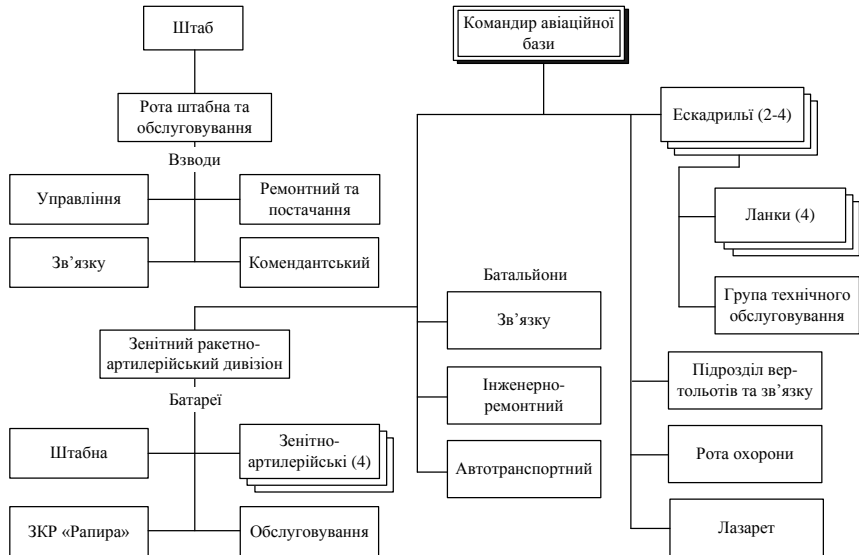 Штаб
Командир авіаційної
бази
Рота штабна та
обслуговування
Взводи
Управління
Ремонтний та
постачання
Зв’язку
Комендантський
Ескадрильї (2-4)
Ланки (4)
Група технічного
обслуговування
Батальйони
Зв’язку
Інженерно-
ремонтний
Автотранспортний
Зенітний ракетно-
артилерійський дивізіон
Батареї
Штабна
Зенітно-
артилерійські (4)
ЗКР «Рапира»
Обслуговування
Підрозділ вер-
тольотів та зв’язку
Рота охорони
Лазарет